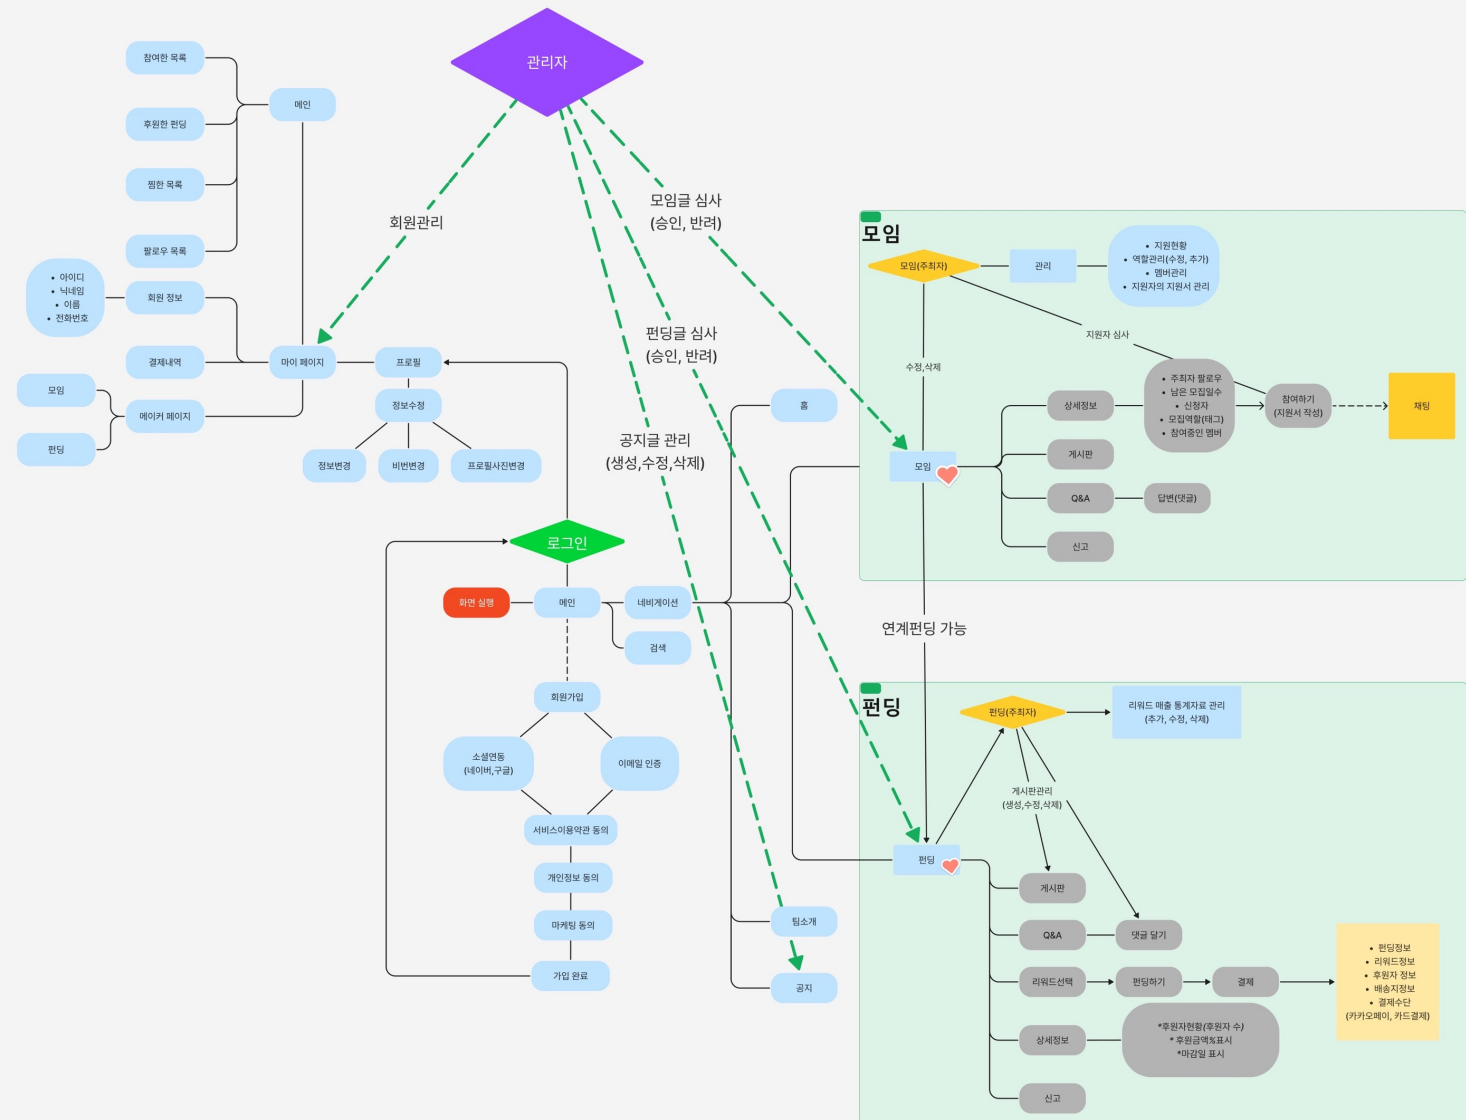 관리자
참여한 목록
메인
후원한 펀딩
찜한 목록
팔로우 목록
• 아이디
• 닉네임
• 이름
• 전화번호
회원 정보
결제내역
마이 페이지
프로필
모임
메이커 페이지
펀딩
정보수정
정보변경
비번변경
프로필사진변경
회원관리
모임글 심사
(승인, 반려)
펀딩글 심사
(승인, 반려)
공지글 관리
(생성,수정,삭제)
로그인
화면 실행
메인
네비게이션
검색
회원가입
소셜연동
(네이버,구글)
이메일 인증
서비스이용약관 동의
개인정보 동의
마케팅 동의
가입 완료
홈
팀소개
공지
모임
모임(주최자)
관리
• 지원현황
• 역할관리(수정, 추가)
• 멤버관리
• 지원자의 지원서 관리
지원자 심사
수정,삭제
모임
상세정보
• 주최자 팔로우
• 남은 모집일수
• 신청자
• 모집역할(태그)
• 참여중인 멤버
참여하기
(지원서 작성)
채팅
게시판
Q&A
답변(댓글)
신고
연계펀딩 가능
펀딩
펀딩(주최자)
리워드 매출 통계자료 관리
(추가, 수정, 삭제)
게시판관리
(생성,수정,삭제)
펀딩
게시판
Q&A
댓글 달기
리워드선택
펀딩하기
결제
• 펀딩정보
• 리워드정보
• 후원자 정보
• 배송지정보
• 결제수단
(카카오페이, 카드결제)
상세정보
*후원자현황(후원자 수)
* 후원금액%표시
*마감일 표시
신고